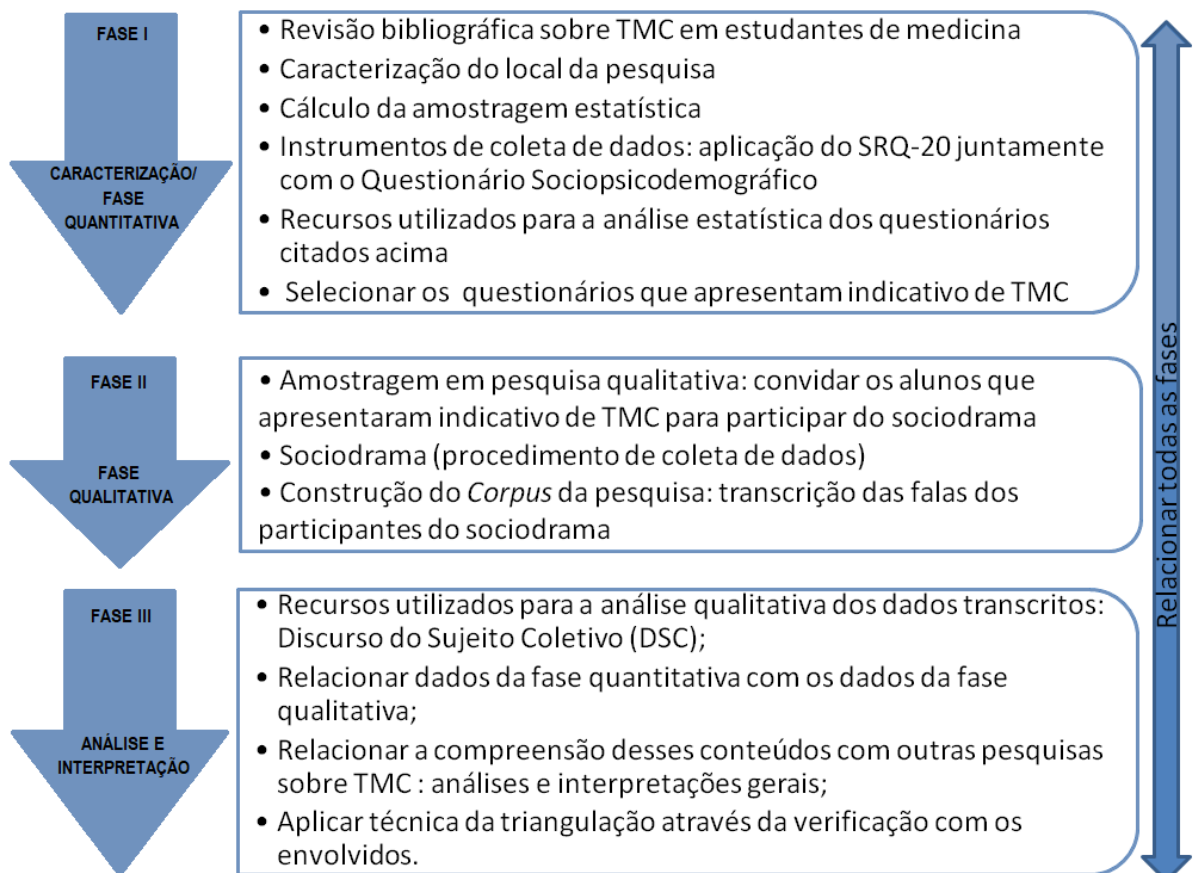 FASE I
CARACTERIZAÇÃO/
FASE
QUANTITATIVA
• Revisão bibliográfica sobre TMC em estudantes de medicina
• Caracterização do local da pesquisa
• Cálculo da amostragem estatística
• Instrumentos de coleta de dados: aplicação do SRQ-20 juntamente
com o Questionário Sociopsicodemográfico
• Recursos utilizados para a análise estatística dos questionários
citados acima
• Selecionar os questionários que apresentam indicativo de TMC
FASE II
FASE
QUALITATIVA
• Amostragem em pesquisa qualitativa: convidar os alunos que
apresentaram indicativo de TMC para participar do sociodrama
• Sociodrama (procedimento de coleta de dados)
• Construção do Corpus da pesquisa: transcrição das falas dos
participantes do sociodrama
FASE III
ANÁLISE E
INTERPRETAÇÃO
• Recursos utilizados para a análise qualitativa dos dados transcritos:
Discurso do Sujeito Coletivo (DSC);
• Relacionar dados da fase quantitativa com os dados da fase
qualitativa;
• Relacionar a compreensão desses conteúdos com outras pesquisas
sobre TMC : análises e interpretações gerais;
• Aplicar técnica da triangulação através da verificação com os
envolvidos.
Relacionar todas as fases